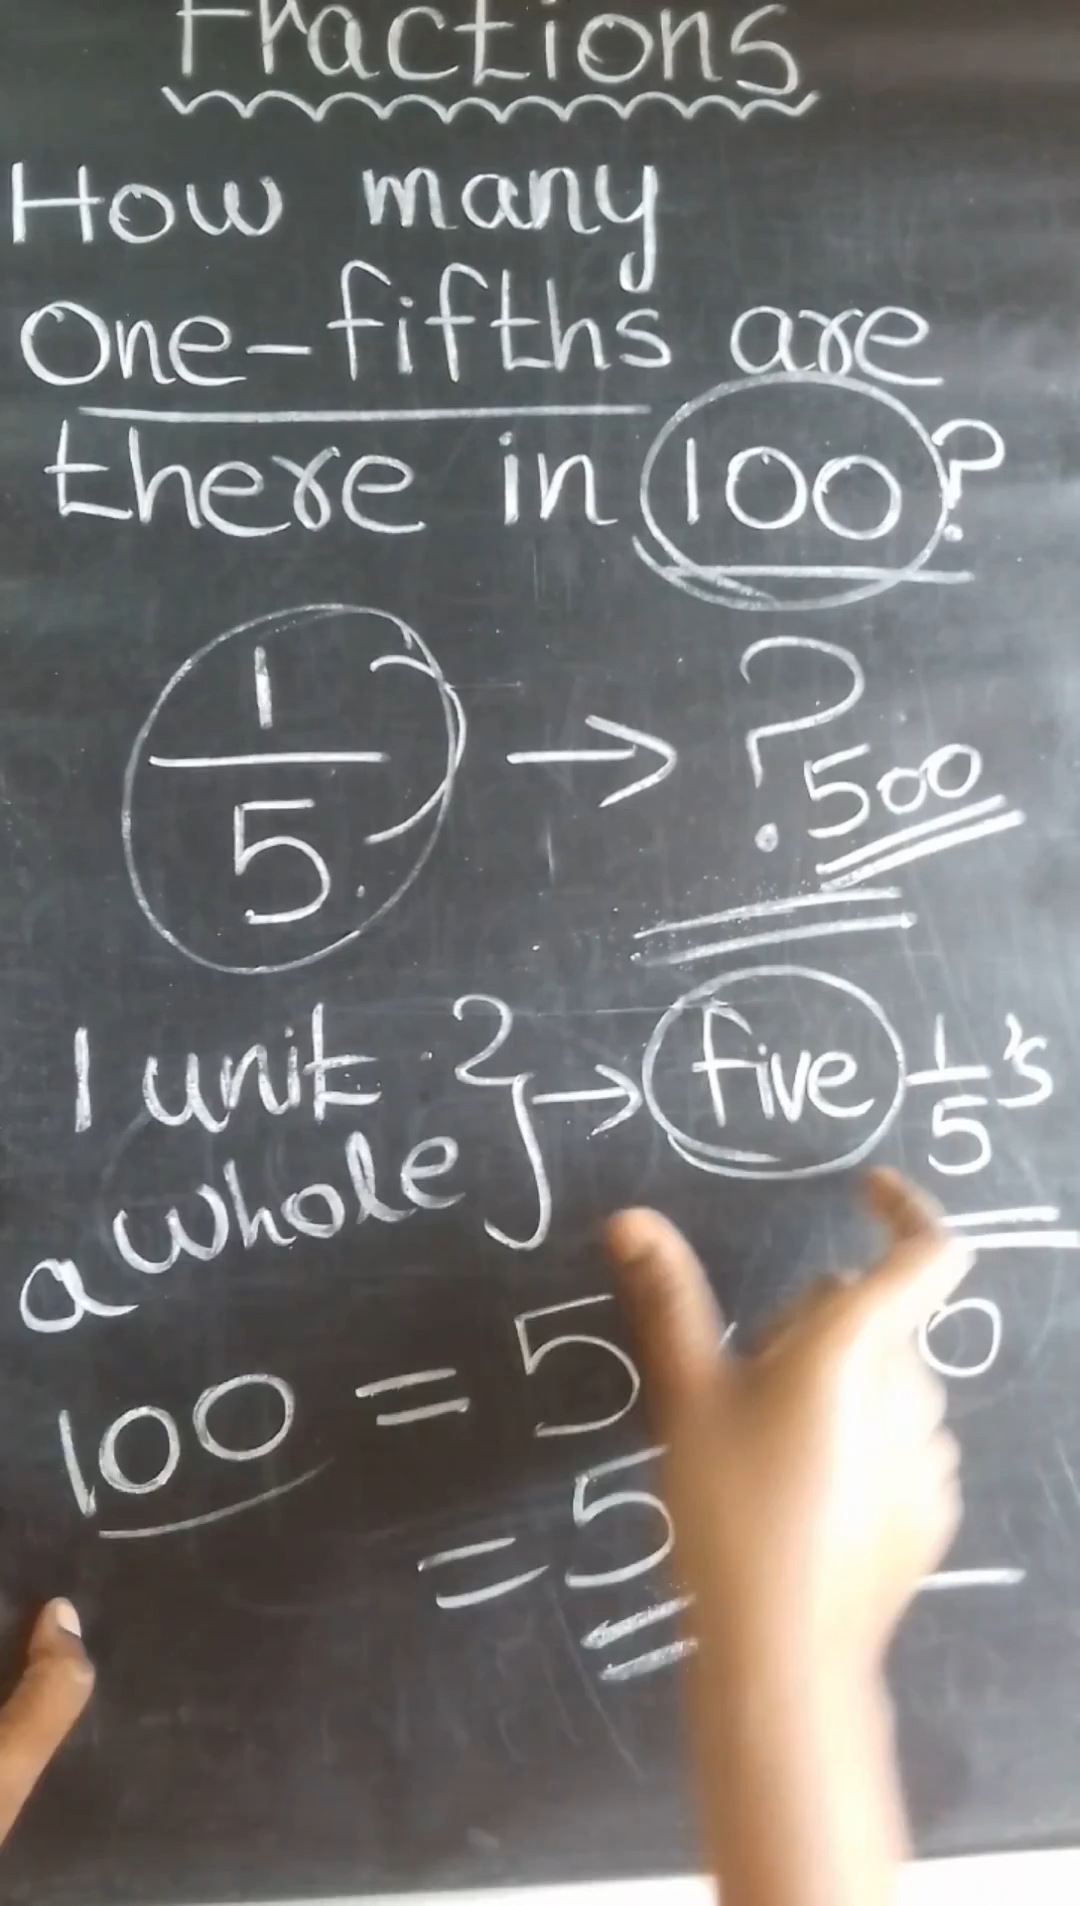 Fractions
How many
One-fifths are
there in 100?
1/5 → ? 500
1 unit } → five 1/5's
a whole
100 = 5 0
= 5